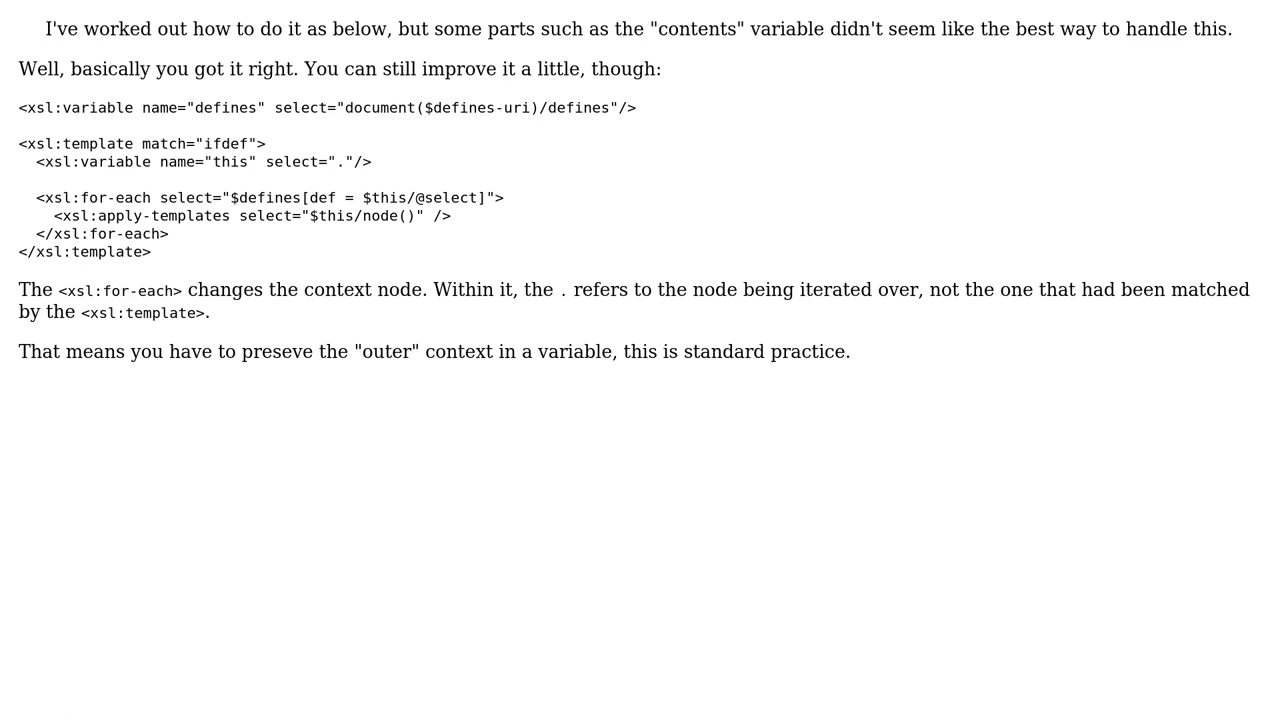 I've worked out how to do it as below, but some parts such as the "contents" variable didn't seem like the best way to handle this.
Well, basically you got it right. You can still improve it a little, though:
<xsl:variable name="defines" select="document($defines-uri)/defines"/>
<xsl:template match="ifdef">
  <xsl:variable name="this" select="."/>
  <xsl:for-each select="$defines[def = $this/@select]">
    <xsl:apply-templates select="$this/node()" />
  </xsl:for-each>
</xsl:template>
The <xsl:for-each> changes the context node. Within it, the . refers to the node being iterated over, not the one that had been matched
by the <xsl:template>.
That means you have to preseve the "outer" context in a variable, this is standard practice.